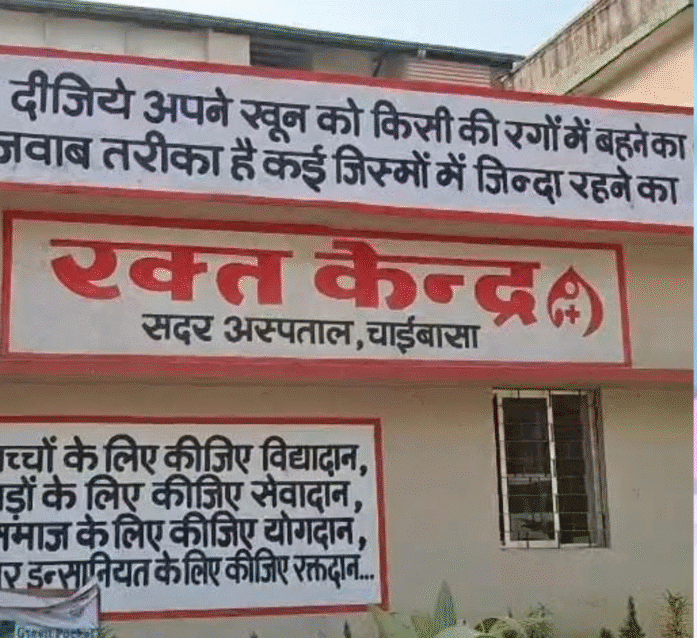 दीजिये अपने खून को किसी की रगों में बहने का
जवाब तरीका है कई जिस्मों में जिन्दा रहने का
रक्त केन्द्र
सदर अस्पताल, चाईबासा
च्चों के लिए कीजिए विद्यादान,
ड़ों के लिए कीजिए सेवादान,
माज के लिए कीजिए योगदान,
र इन्सानियत के लिए कीजिए रक्तदान...